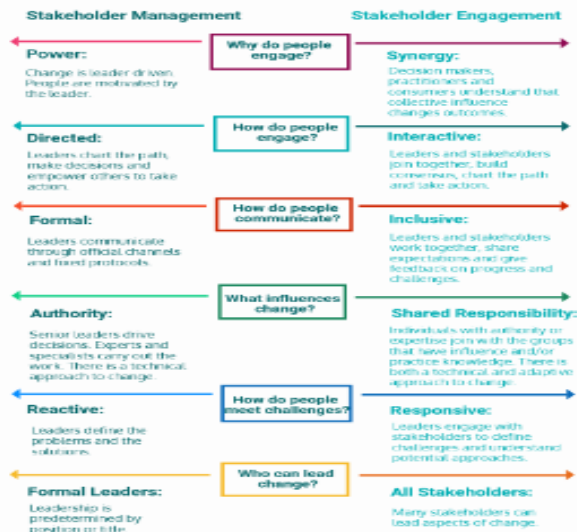 Stakeholder Management
Stakeholder Engagement
Why do people
engage?
Power:
Change is leader driven.
People are motivated by
the leader.
Synergy:
Decision makers,
practitioners and
consumers understand that
collective influence
changes outcomes.
How do people
engage?
Directed:
Leaders chart the path,
make decisions and
empower others to take
action.
Interactive:
Leaders and stakeholders
join together, build
consensus, chart the path
and take action.
How do people
communicate?
Formal:
Leaders communicate
through official channels
and fixed protocols.
Inclusive:
Leaders and stakeholders
work together, share
expectations and give
feedback on progress and
challenges.
What influences
change?
Authority:
Senior leaders drive
decisions. Experts and
specialists carry out the
work. There is a technical
approach to change.
Shared Responsibility:
Individuals with authority or
expertise join with the groups
that have influence and/or
practice knowledge. There is
both a technical and adaptive
approach to change.
How do people
meet challenges?
Reactive:
Leaders define the
problems and the
solutions.
Responsive:
Leaders engage with
stakeholders to define
challenges and understand
potential approaches.
Who can lead
change?
Formal Leaders:
Leadership is
predetermined by
position or title.
All Stakeholders:
Many stakeholders can
lead aspects of change.